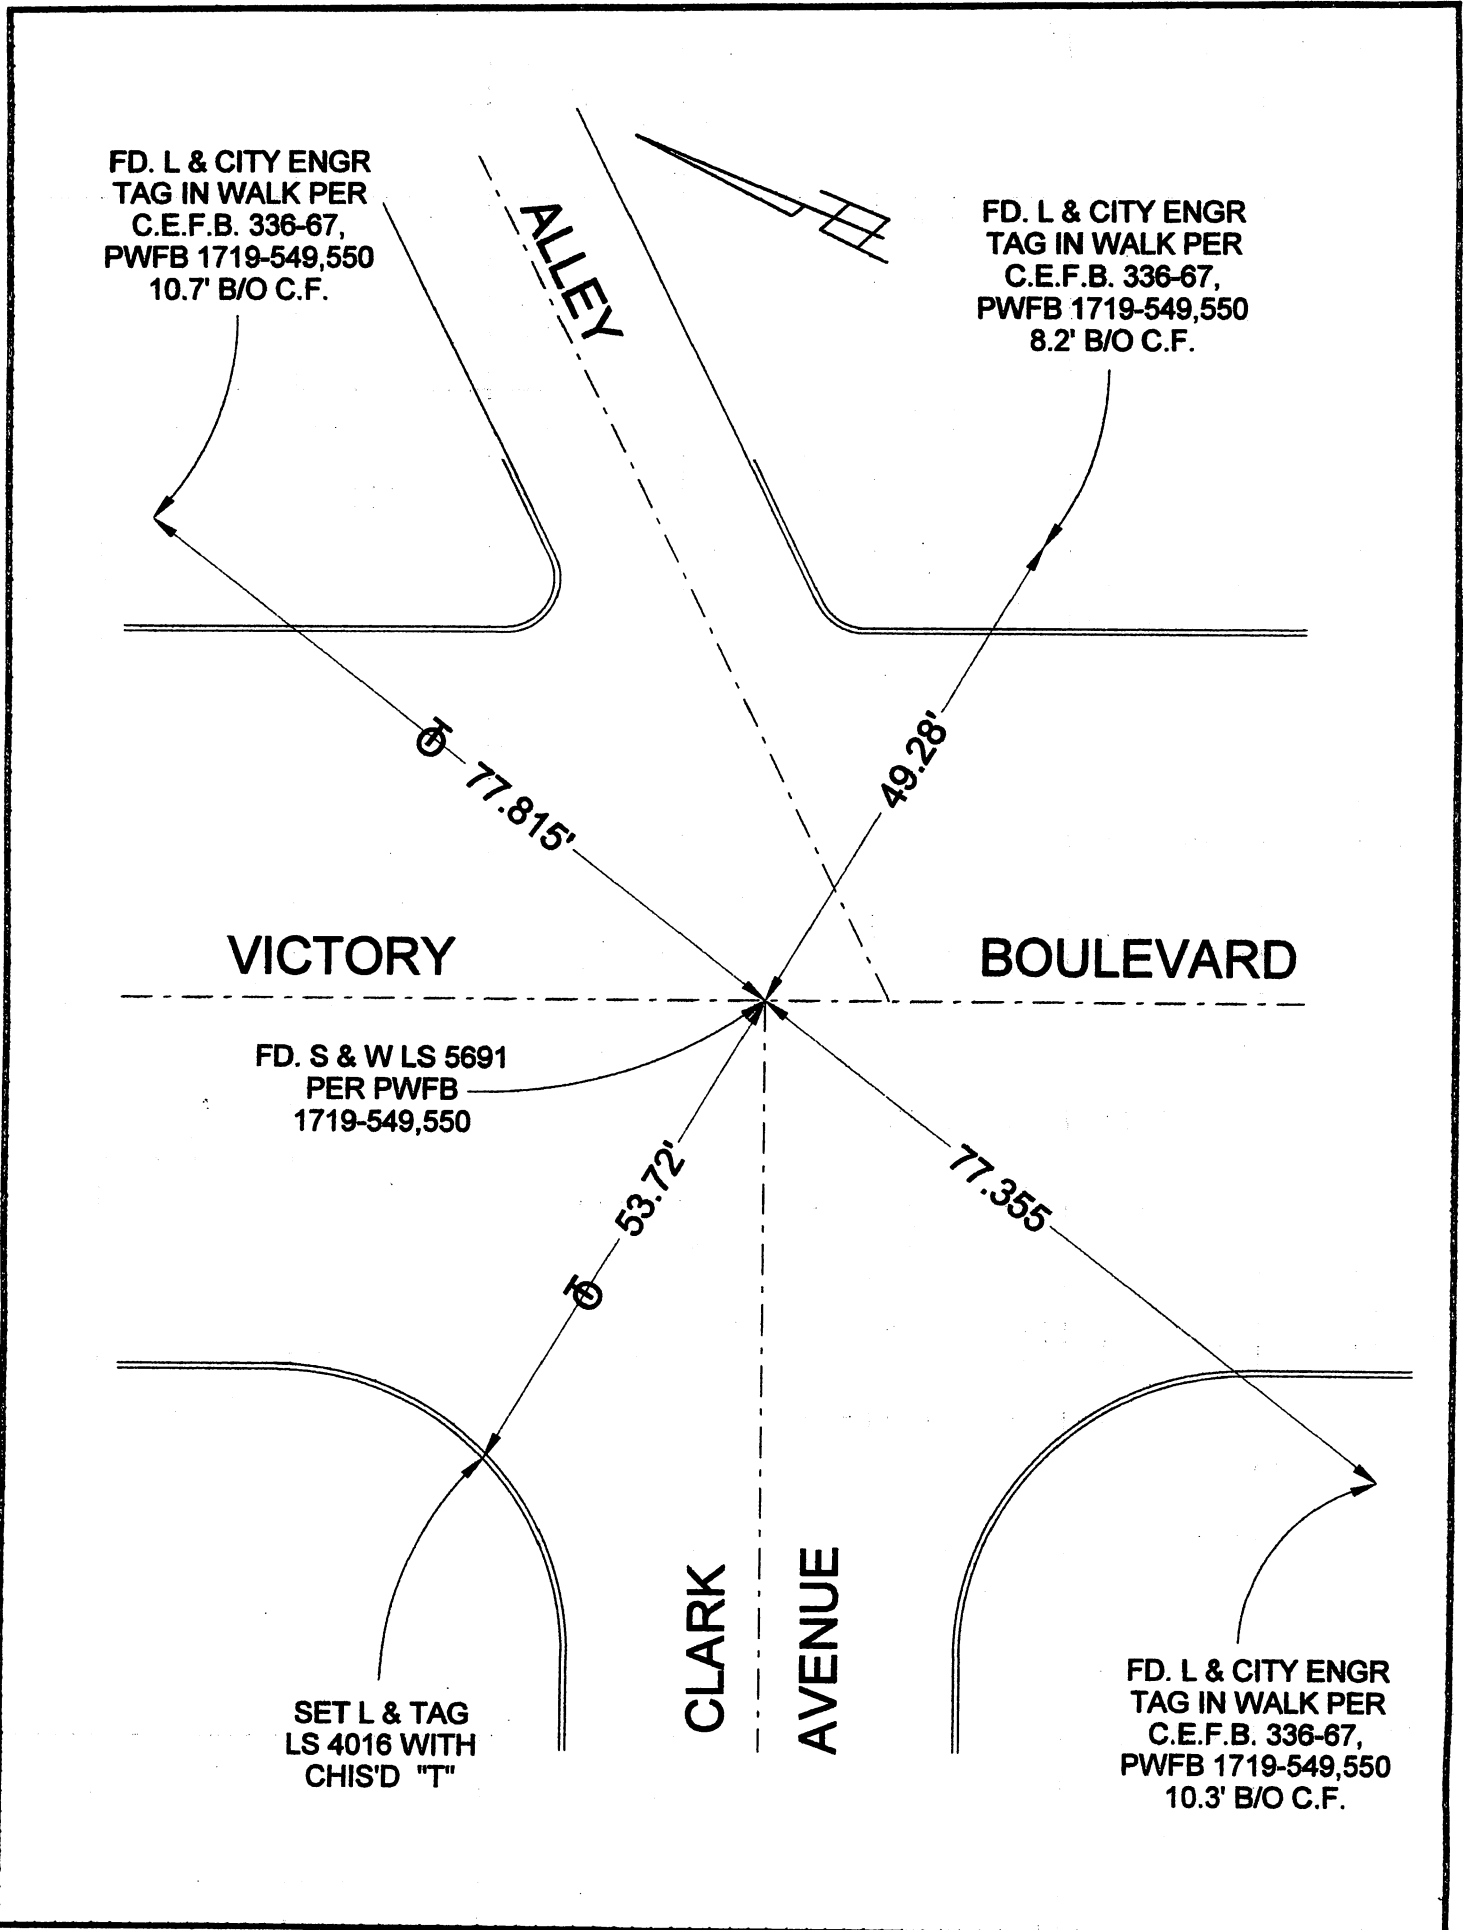 FD. L & CITY ENGR
TAG IN WALK PER
C.E.F.B. 336-67,
PWFB 1719-549,550
10.7' B/O C.F.
ALLEY
FD. L & CITY ENGR
TAG IN WALK PER
C.E.F.B. 336-67,
PWFB 1719-549,550
8.2' B/O C.F.
77.815'
49.28'
VICTORY BOULEVARD
FD. S & W LS 5691
PER PWFB
1719-549,550
53.72'
77.355
CLARK
AVENUE
SET L & TAG
LS 4016 WITH
CHIS'D "T"
FD. L & CITY ENGR
TAG IN WALK PER
C.E.F.B. 336-67,
PWFB 1719-549,550
10.3' B/O C.F.